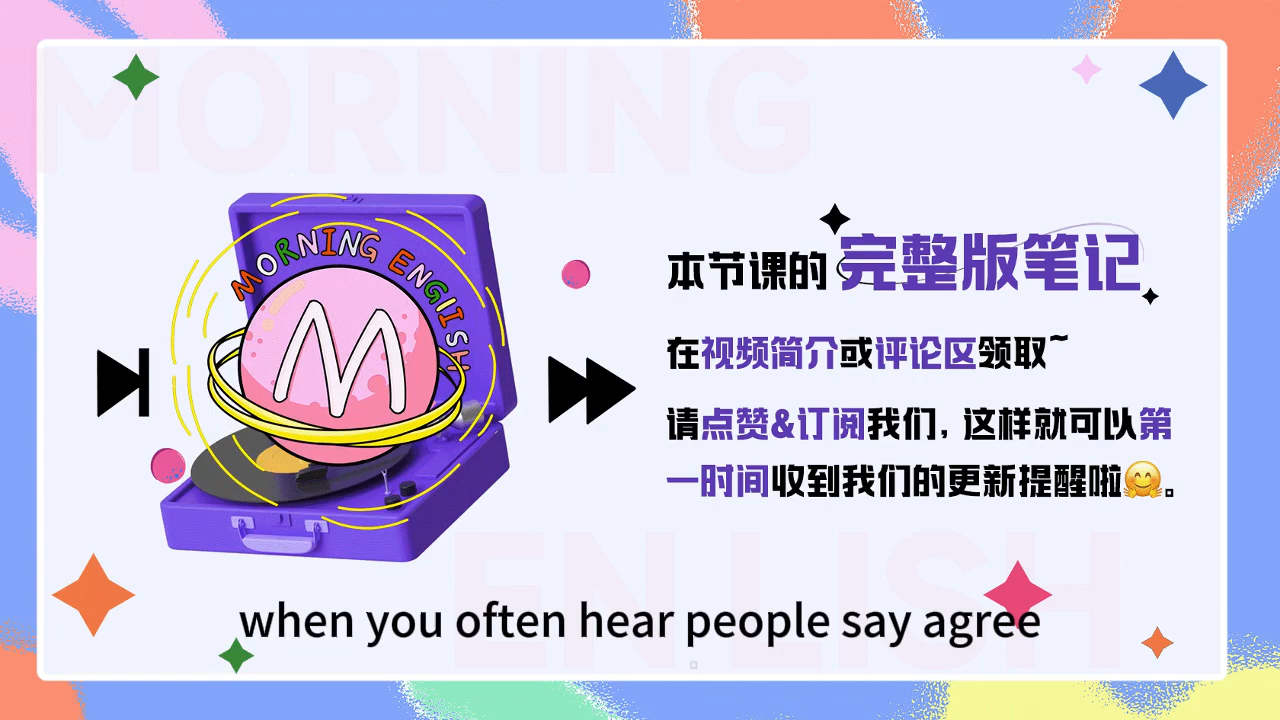 MORNING
MORNING ENGLISH
M
本节课的 完整版笔记
在视频简介或评论区领取~
请点赞&订阅我们, 这样就可以第
一时间收到我们的更新提醒啦🤗。
EN LISH
when you often hear people say agree